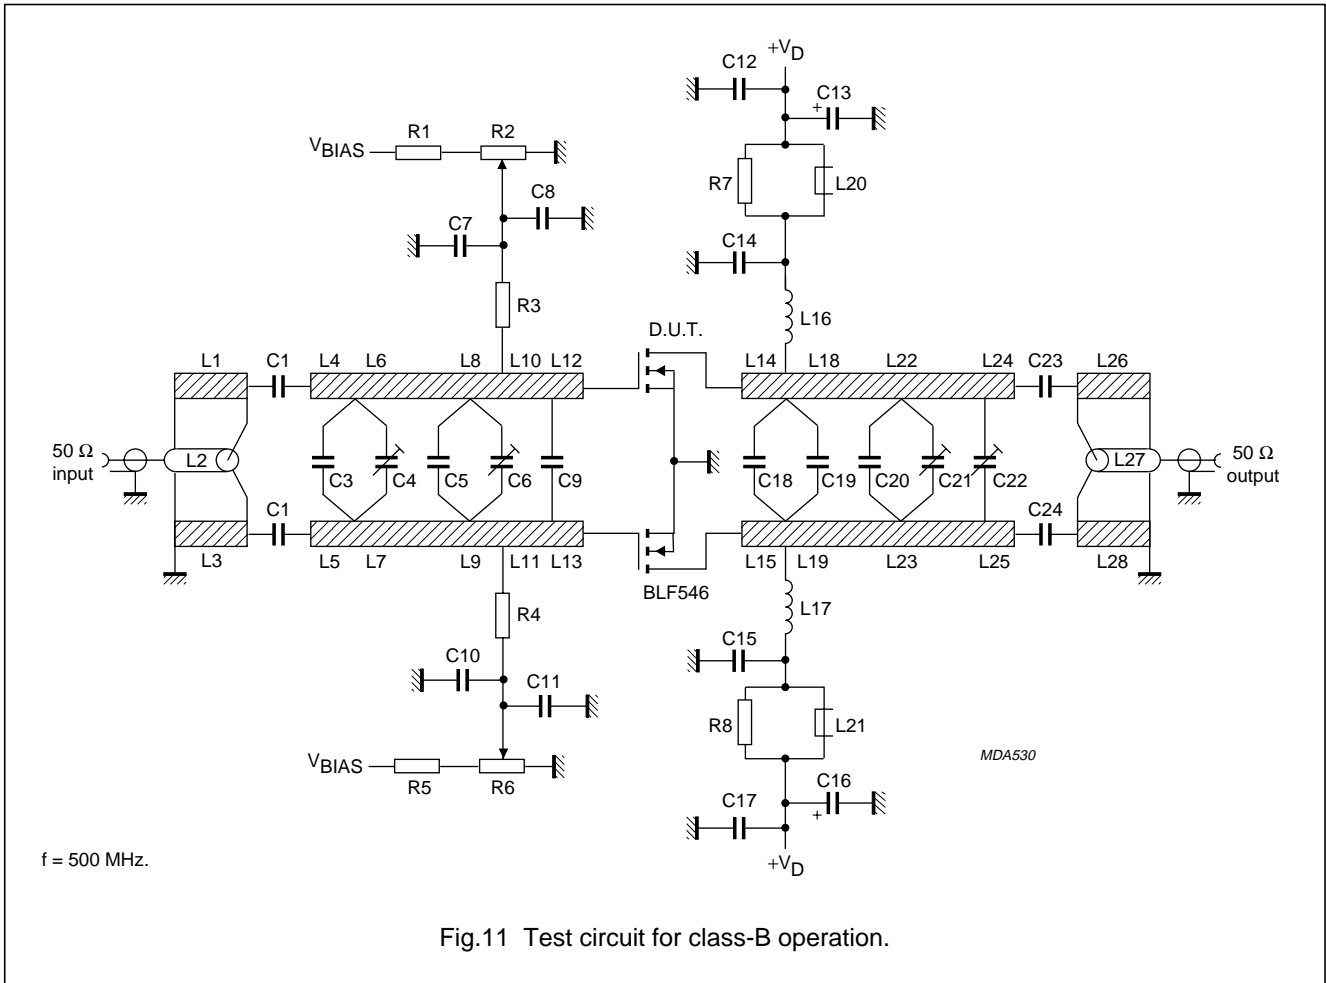 +VD
C12
C13
+
R1 R2
VBIAS
R7 L20
C8
C7
C14
R3
L16
D.U.T.
L1 C1 L4 L6 L8 L10 L12 L14 L18 L22 L24 C23 L26
50 Ω
input
L2
C3 C4 C5 C6 C9 C18 C19 C20 C21 C22
L27
50 Ω
output
C1 C24
L3 L5 L7 L9 L11 L13 L15 L19 L23 L25 L28
BLF546
R4
L17
C15
C10
C11
R8 L21
MDA530
VBIAS
R5 R6
C16
+
C17
+VD
f = 500 MHz.
Fig.11 Test circuit for class-B operation.